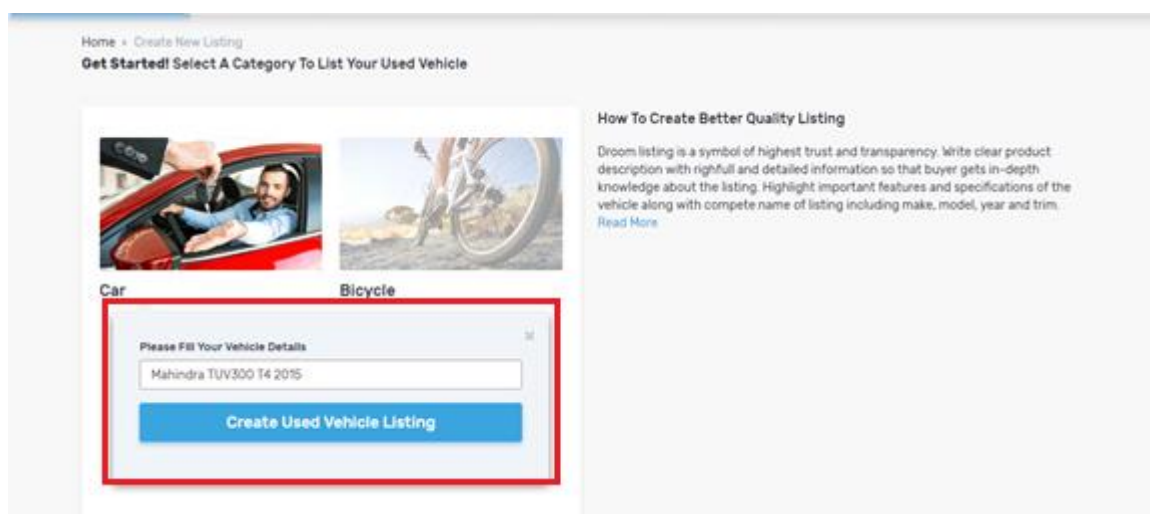 Home » Create New Listing
Get Started! Select A Category To List Your Used Vehicle
Car
Bicycle
Please Fill Your Vehicle Details
Mahindra TUV300 T4 2015
Create Used Vehicle Listing
How To Create Better Quality Listing
Droom listing is a symbol of highest trust and transparency. Write clear product
description with righfull and detailed information so that buyer gets in-depth
knowledge about the listing. Highlight important features and specifications of the
vehicle along with compete name of listing including make, model, year and trim.
Read More